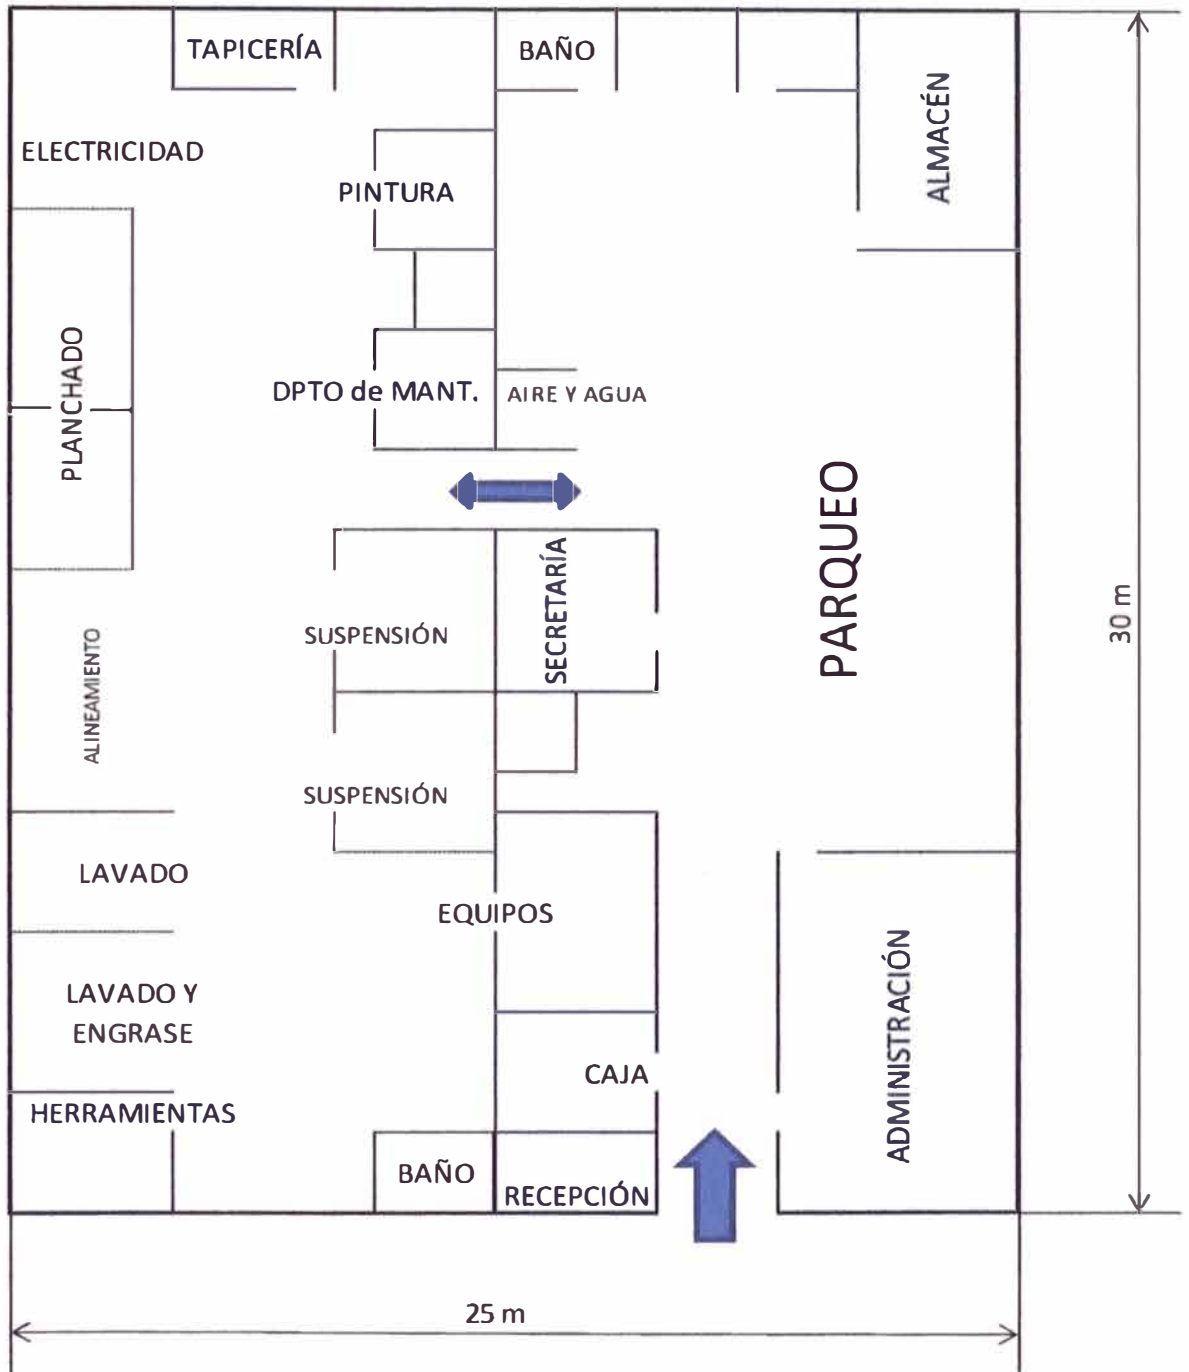 TAPICERÍA
BAÑO
ALMACÉN
ELECTRICIDAD
PINTURA
PLANCHADO
DPTO de MANT.
AIRE Y AGUA
PARQUEO
SECRETARÍA
30 m
SUSPENSIÓN
ALINEAMIENTO
SUSPENSIÓN
LAVADO
EQUIPOS
ADMINISTRACIÓN
LAVADO Y
ENGRASE
CAJA
HERRAMIENTAS
BAÑO
RECEPCIÓN
25 m